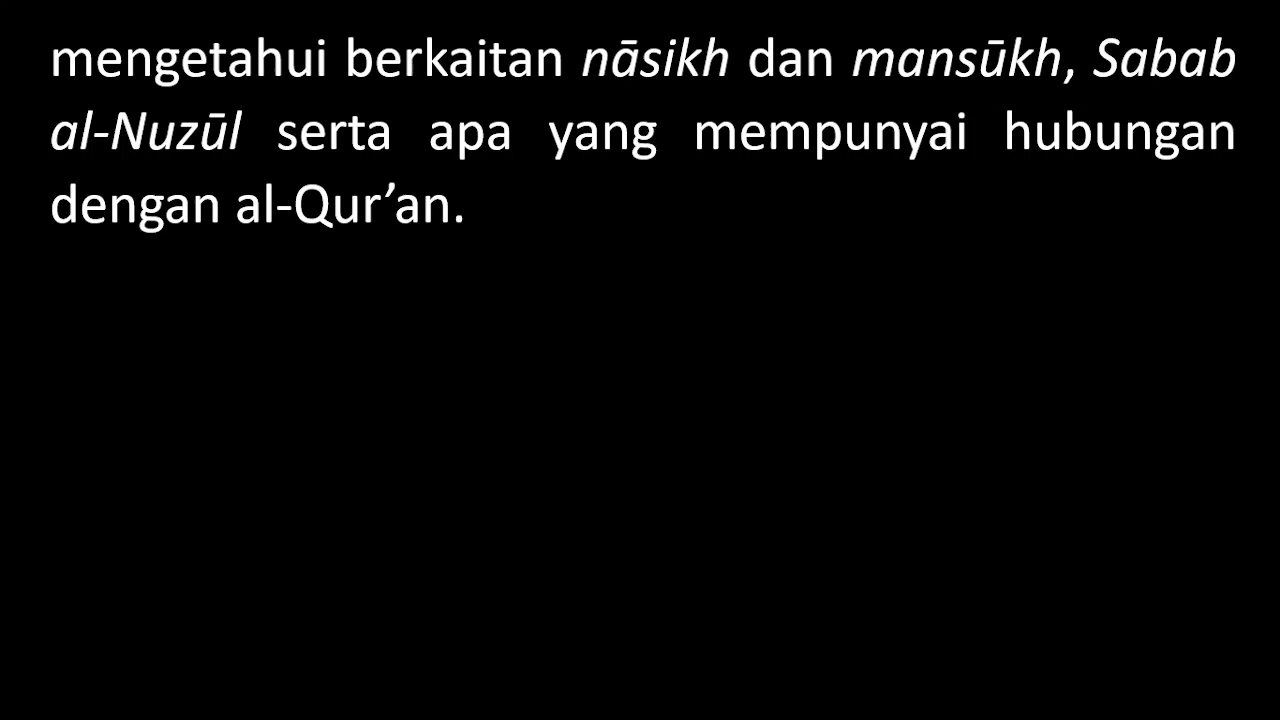 mengetahui berkaitan nāsikh dan mansūkh, Sabab
al-Nuzūl serta apa yang mempunyai hubungan
dengan al-Qur’an.